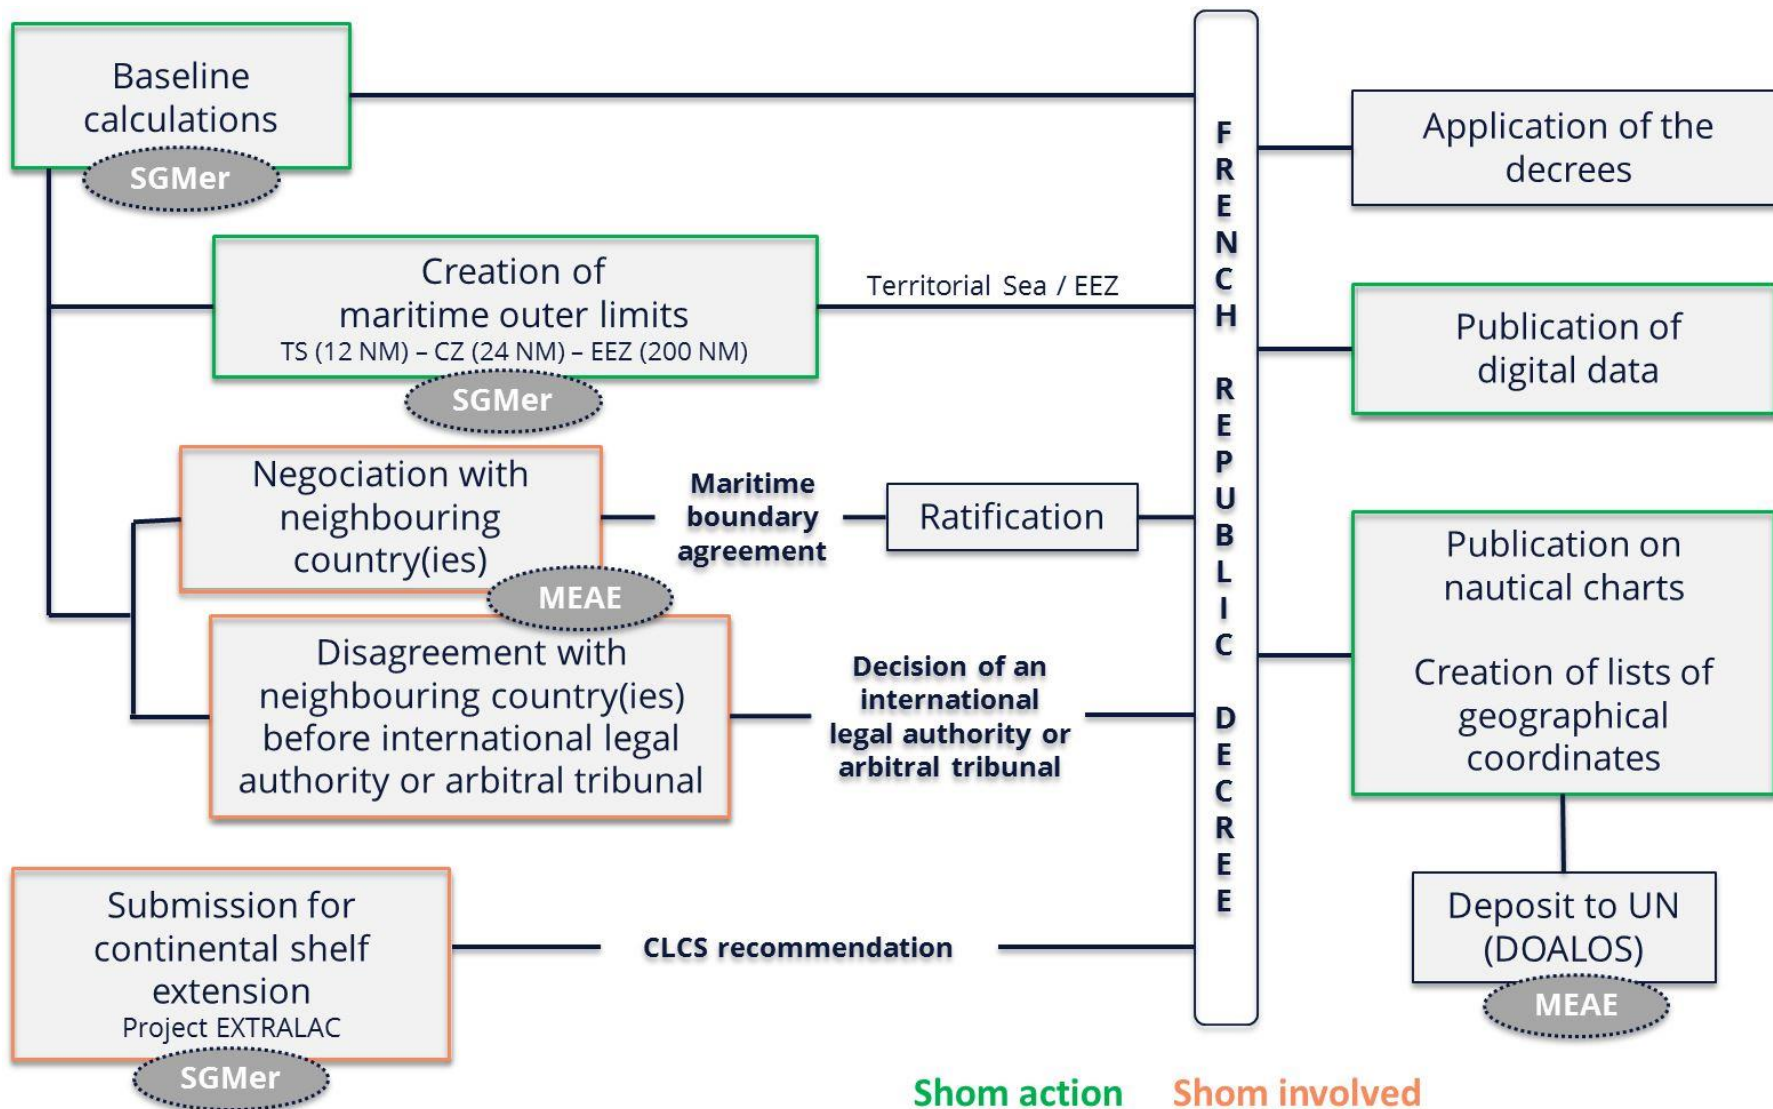 Baseline
calculations
SGMer
Creation of
maritime outer limits
TS (12 NM) – CZ (24 NM) – EEZ (200 NM)
SGMer
Territorial Sea / EEZ
Negociation with
neighbouring
country(ies)
MEAE
Maritime
boundary
agreement
Ratification
Disagreement with
neighbouring country(ies)
before international legal
authority or arbitral tribunal
Decision of an
international
legal authority or
arbitral tribunal
Submission for
continental shelf
extension
Project EXTRALAC
SGMer
CLCS recommendation
FRENCH REPUBLIC DECREE
Application of the
decrees
Publication of
digital data
Publication on
nautical charts
Creation of lists of
geographical
coordinates
Deposit to UN
(DOALOS)
MEAE
Shom action Shom involved